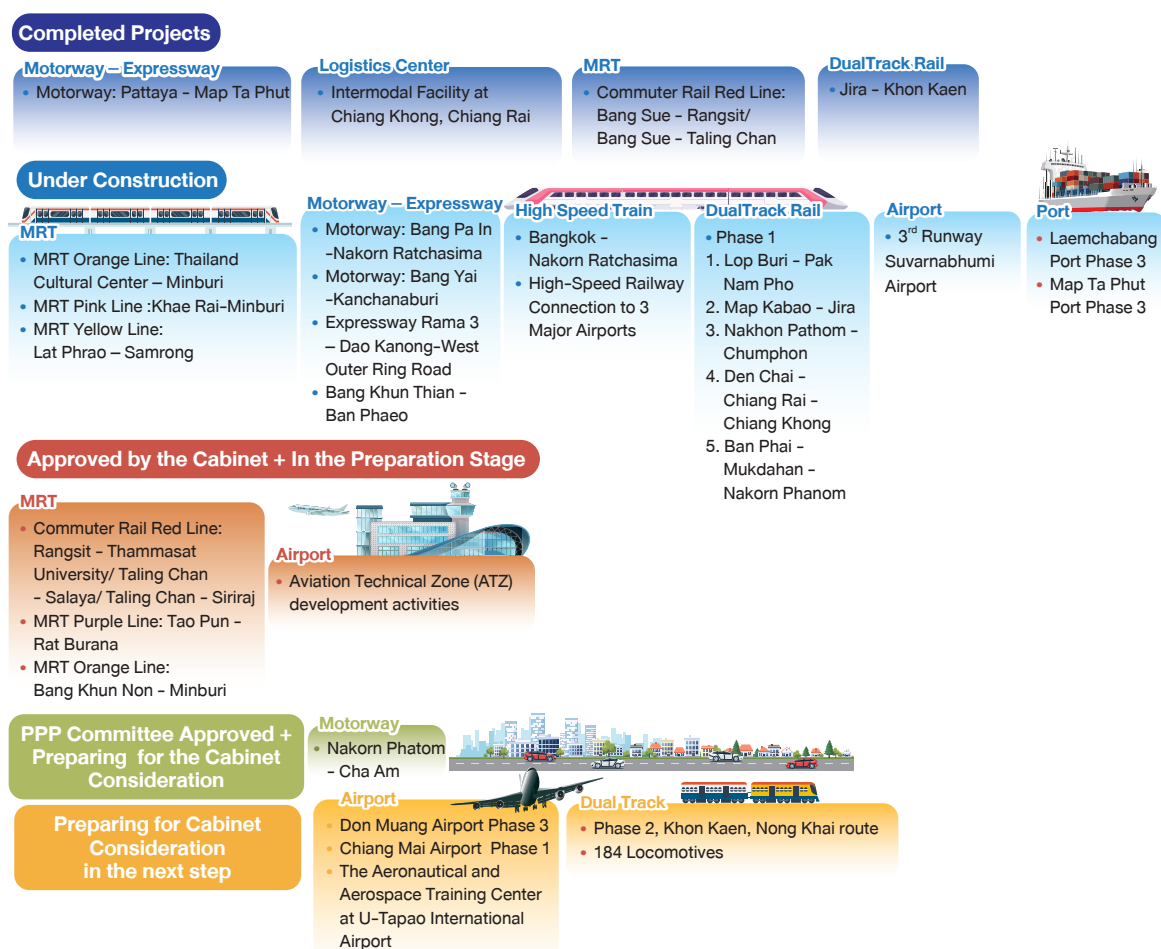 Completed Projects
Motorway – Expressway
• Motorway: Pattaya - Map Ta Phut
Logistics Center
• Intermodal Facility at
Chiang Khong, Chiang Rai
MRT
• Commuter Rail Red Line:
Bang Sue - Rangsit/
Bang Sue - Taling Chan
DualTrack Rail
• Jira - Khon Kaen
Under Construction
MRT
• MRT Orange Line: Thailand
Cultural Center – Minburi
• MRT Pink Line :Khae Rai-Minburi
• MRT Yellow Line:
Lat Phrao – Samrong
Motorway – Expressway
• Motorway: Bang Pa In
-Nakorn Ratchasima
• Motorway: Bang Yai
-Kanchanaburi
• Expressway Rama 3
– Dao Kanong-West
Outer Ring Road
• Bang Khun Thian -
Ban Phaeo
High Speed Train
• Bangkok -
Nakorn Ratchasima
• High-Speed Railway
Connection to 3
Major Airports
DualTrack Rail
• Phase 1
1. Lop Buri - Pak
Nam Pho
2. Map Kabao - Jira
3. Nakhon Pathom -
Chumphon
4. Den Chai -
Chiang Rai -
Chiang Khong
5. Ban Phai -
Mukdahan -
Nakorn Phanom
Airport
• 3rd Runway
Suvarnabhumi
Airport
Port
• Laemchabang
Port Phase 3
• Map Ta Phut
Port Phase 3
Approved by the Cabinet + In the Preparation Stage
MRT
• Commuter Rail Red Line:
Rangsit - Thammasat
University/ Taling Chan
- Salaya/ Taling Chan - Siriraj
• MRT Purple Line: Tao Pun -
Rat Burana
• MRT Orange Line:
Bang Khun Non - Minburi
Airport
• Aviation Technical Zone (ATZ)
development activities
PPP Committee Approved +
Preparing for the Cabinet
Consideration
Motorway
• Nakorn Phatom
- Cha Am
Preparing for Cabinet
Consideration
in the next step
Airport
• Don Muang Airport Phase 3
• Chiang Mai Airport Phase 1
• The Aeronautical and
Aerospace Training Center
at U-Tapao International
Airport
Dual Track
• Phase 2, Khon Kaen, Nong Khai route
• 184 Locomotives